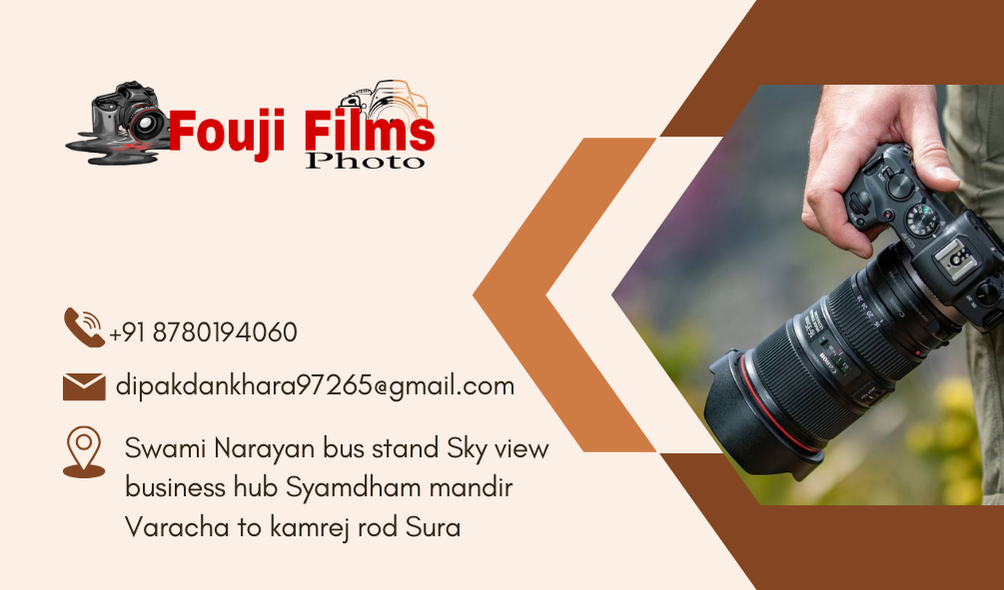 Fouji Films
Photo
+91 8780194060
dipakdankhara97265@gmail.com
Swami Narayan bus stand Sky view
business hub Syamdham mandir
Varacha to kamrej rod Sura
Canon